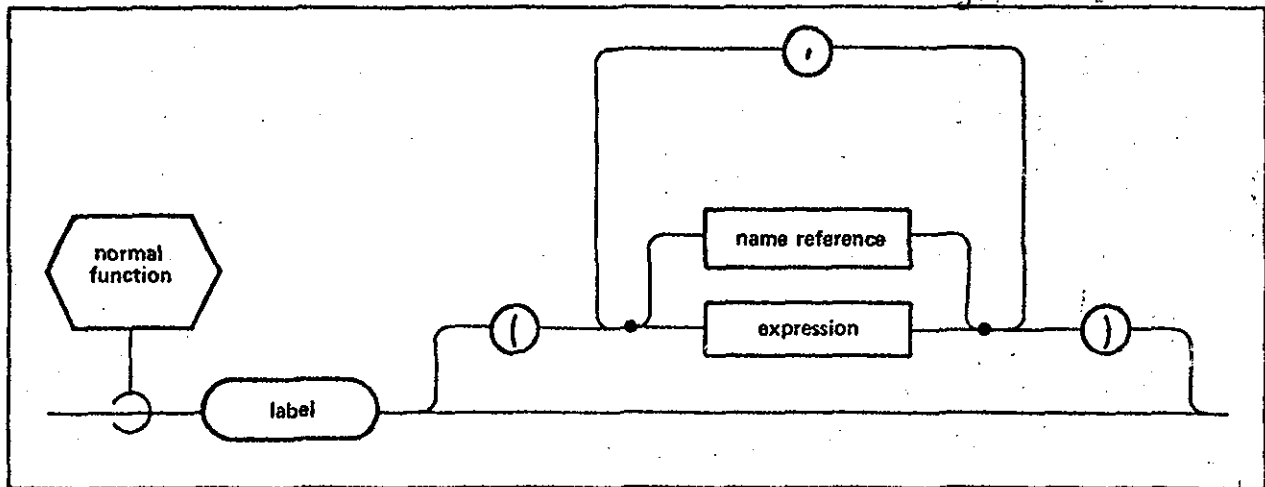 ,
normal
function
name reference
(
expression
)
label